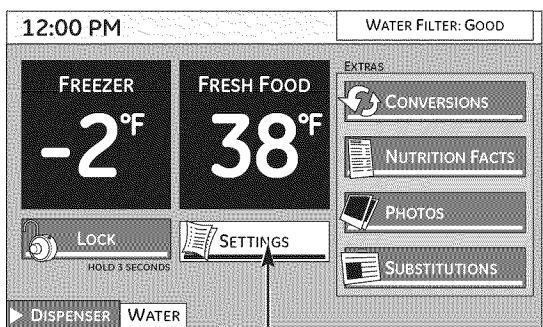 12:00 PM
WATER FILTER: GOOD
FREEZER
-2°F
FRESH FOOD
38°F
LOCK
HOLD 3 SECONDS
SETTINGS
EXTRAS
CONVERSIONS
NUTRITION FACTS
PHOTOS
SUBSTITUTIONS
DISPENSER
WATER